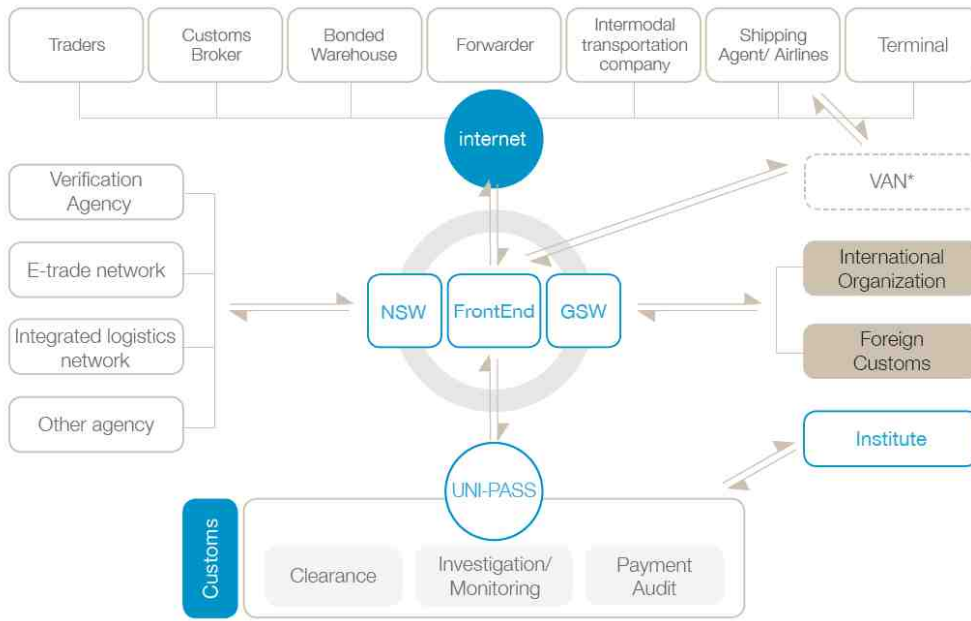 Traders
Customs
Broker
Bonded
Warehouse
Forwarder
Intermodal
transportation
company
Shipping
Agent/ Airlines
Terminal
internet
Verification
Agency
E-trade network
Integrated logistics
network
Other agency
NSW
FrontEnd
GSW
VAN*
International
Organization
Foreign
Customs
Institute
UNI-PASS
Customs
Clearance
Investigation/
Monitoring
Payment
Audit